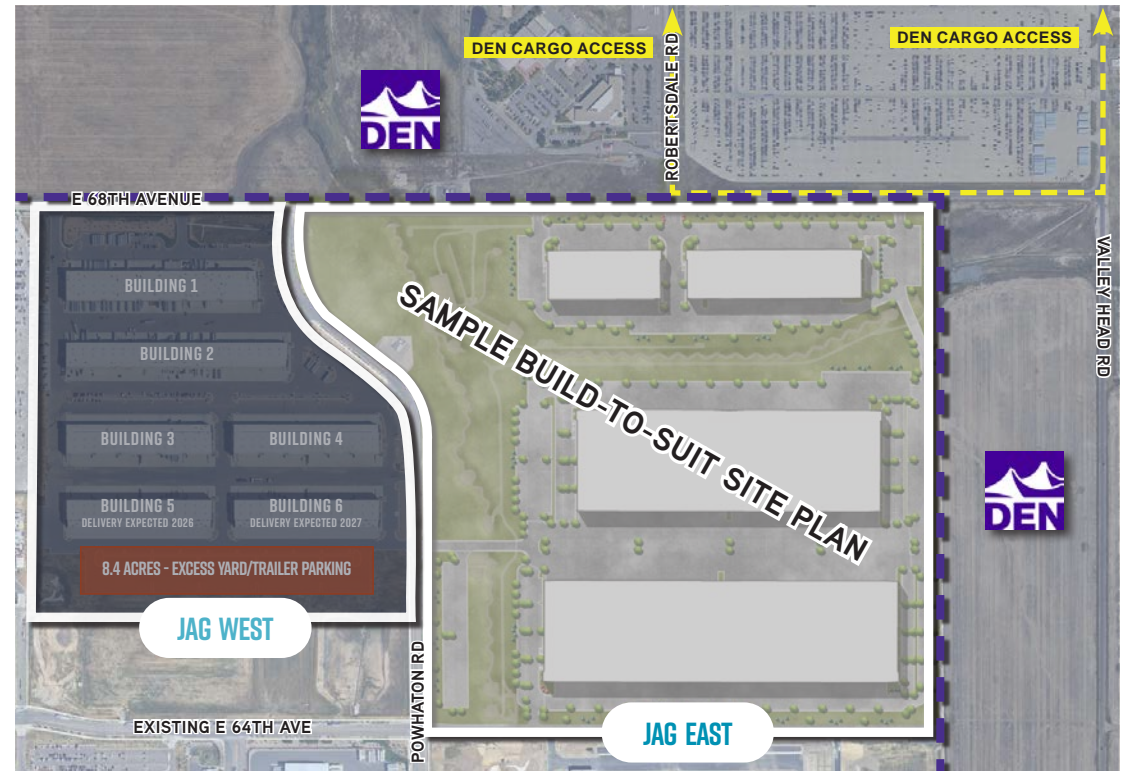 DEN CARGO ACCESS
DEN CARGO ACCESS
ROBERTSDALE RD
DEN
E 68TH AVENUE
VALLEY HEAD RD
BUILDING 1
BUILDING 2
BUILDING 3
BUILDING 4
BUILDING 5
DELIVERY EXPECTED 2026
BUILDING 6
DELIVERY EXPECTED 2027
8.4 ACRES - EXCESS YARD/TRAILER PARKING
JAG WEST
SAMPLE BUILD-TO-SUIT SITE PLAN
DEN
POWHATON RD
EXISTING E 64TH AVE
JAG EAST